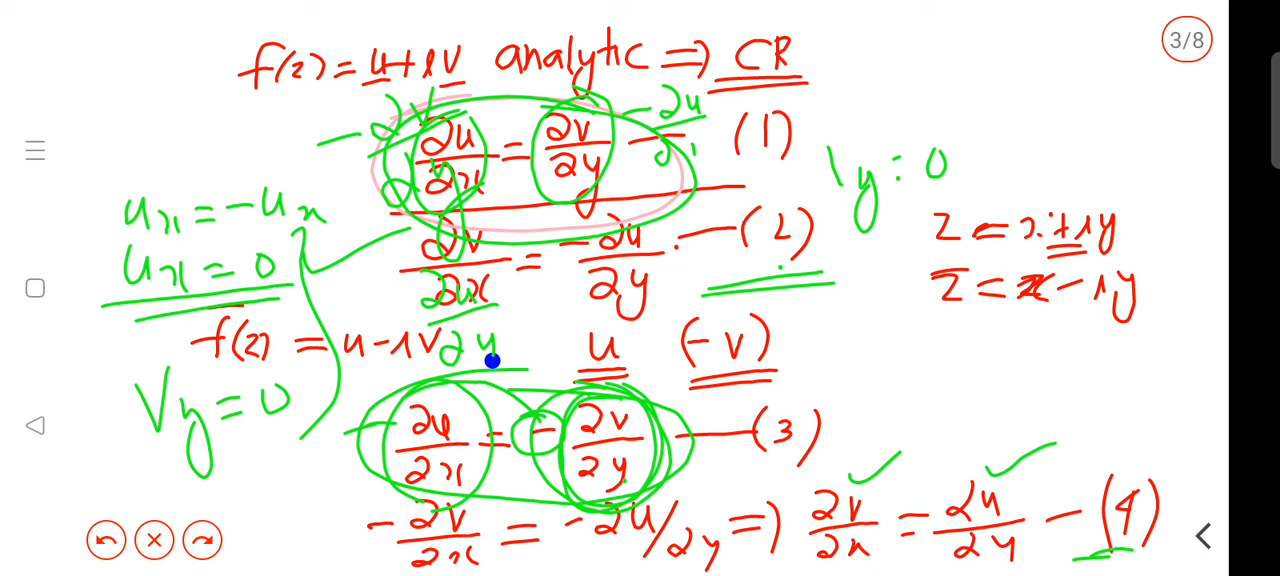 3/8
f(z) = u+iv analytic ⇒ CR
∂u/∂x = ∂v/∂y — (1)
y = 0
u_x = -u_x
∂v/∂x = -∂u/∂y — (2)
z = x+iy
u_x = 0
z̄ = x-iy
f̄(z) = u-iv u (-v)
V_y = 0
∂u/∂x = -∂v/∂y — (3)
-∂v/∂x = -∂u/∂y ⇒ ∂v/∂x = ∂u/∂y — (4)